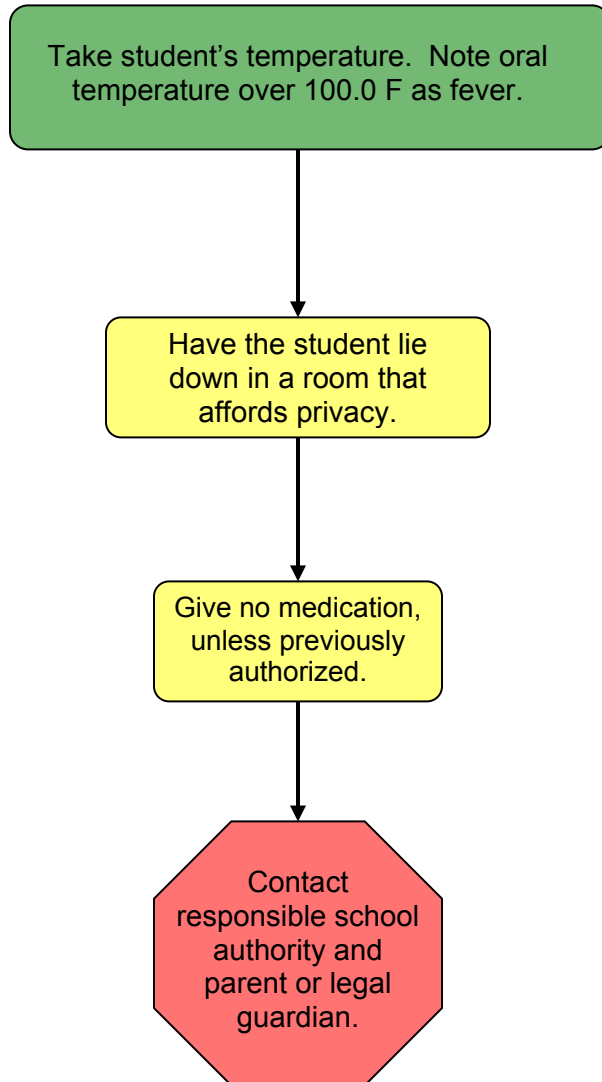 Take student’s temperature.  Note oral
temperature over 100.0 F as fever.
Have the student lie
down in a room that
affords privacy.
Give no medication,
unless previously
authorized.
Contact
responsible school
authority and
parent or legal
guardian.